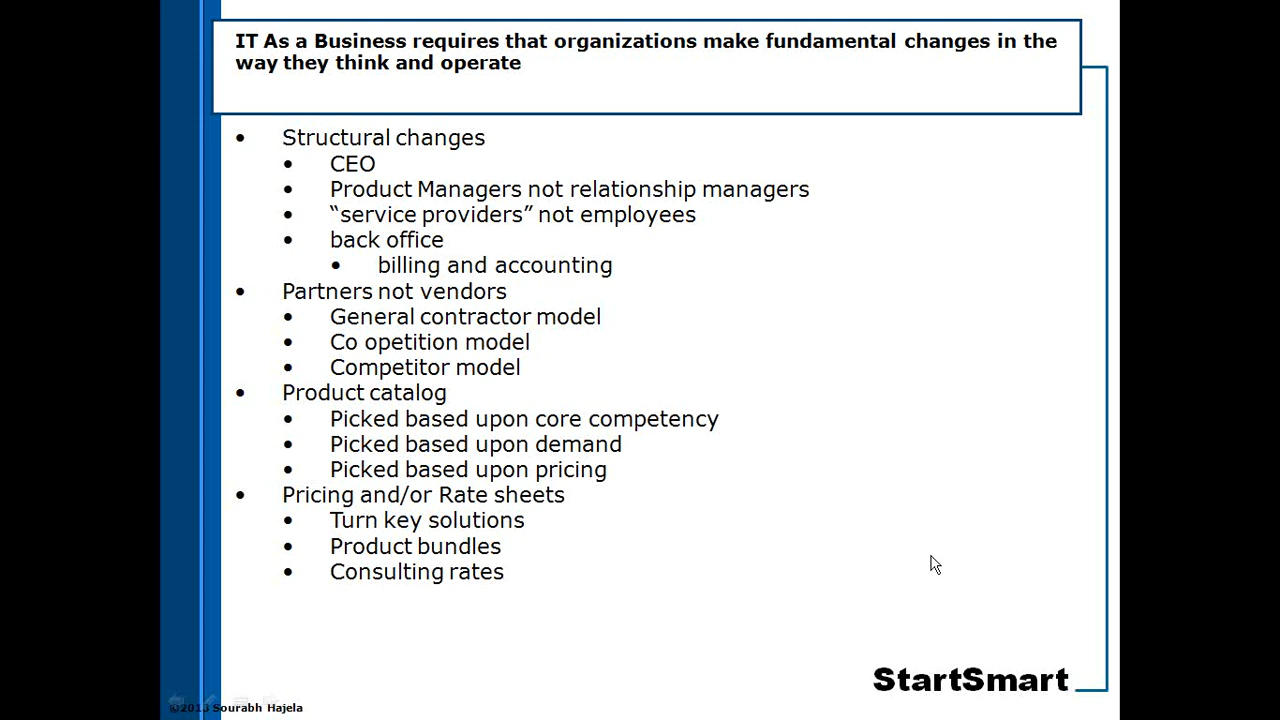 IT As a Business requires that organizations make fundamental changes in the
way they think and operate
• Structural changes
• CEO
• Product Managers not relationship managers
• “service providers” not employees
• back office
• billing and accounting
• Partners not vendors
• General contractor model
• Co opetition model
• Competitor model
• Product catalog
• Picked based upon core competency
• Picked based upon demand
• Picked based upon pricing
• Pricing and/or Rate sheets
• Turn key solutions
• Product bundles
• Consulting rates
StartSmart
©2013 Sourabh Hajela